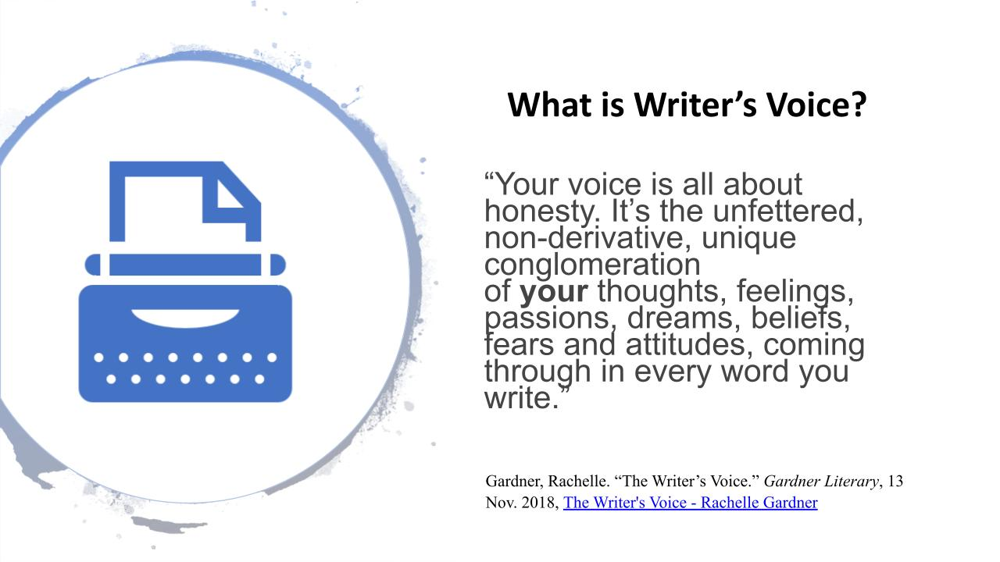 What is Writer’s Voice?
“Your voice is all about
honesty. It’s the unfettered,
non-derivative, unique
conglomeration
of your thoughts, feelings,
passions, dreams, beliefs,
fears and attitudes, coming
through in every word you
write.”
Gardner, Rachelle. “The Writer’s Voice.” Gardner Literary, 13
Nov. 2018, The Writer's Voice - Rachelle Gardner